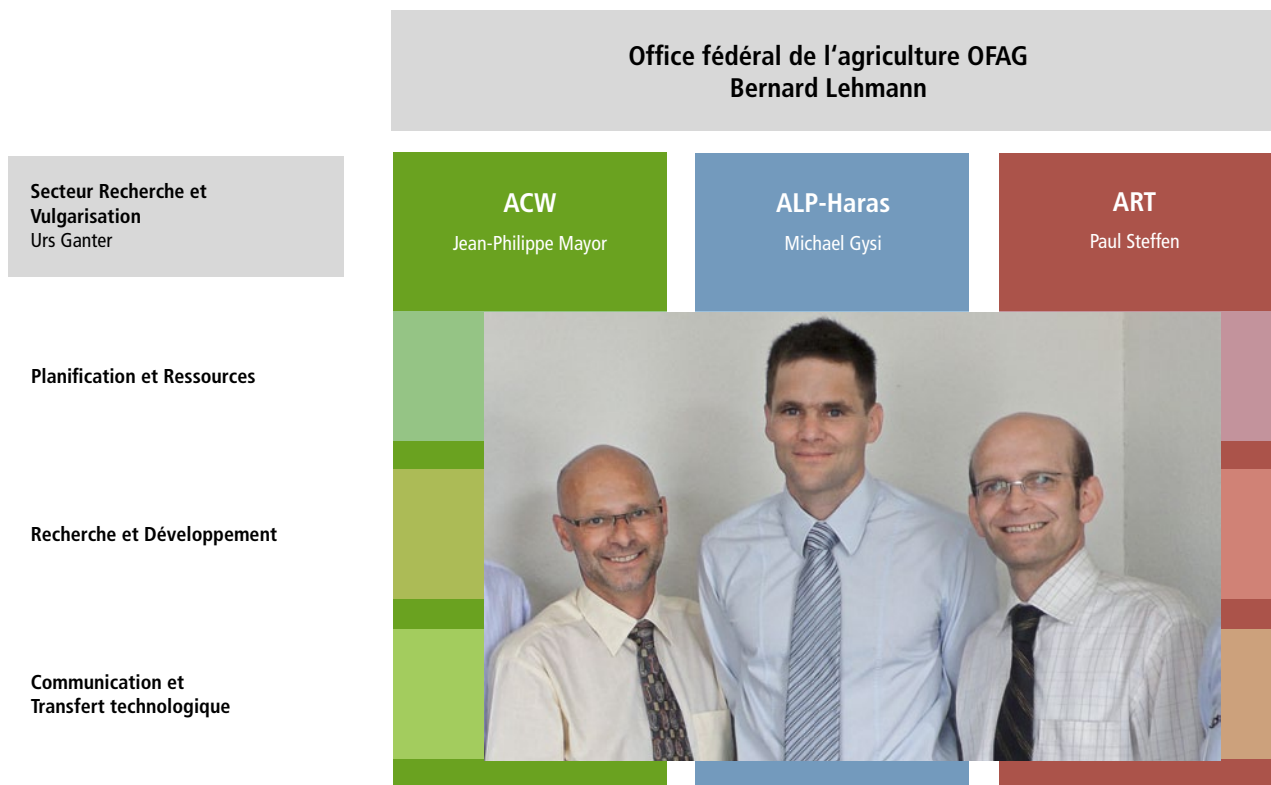 Office fédéral de l‘agriculture OFAG
Bernard Lehmann
Secteur Recherche et
Vulgarisation
Urs Ganter
ACW
Jean-Philippe Mayor
ALP-Haras
Michael Gysi
ART
Paul Steffen
Planification et Ressources
Recherche et Développement
Communication et
Transfert technologique